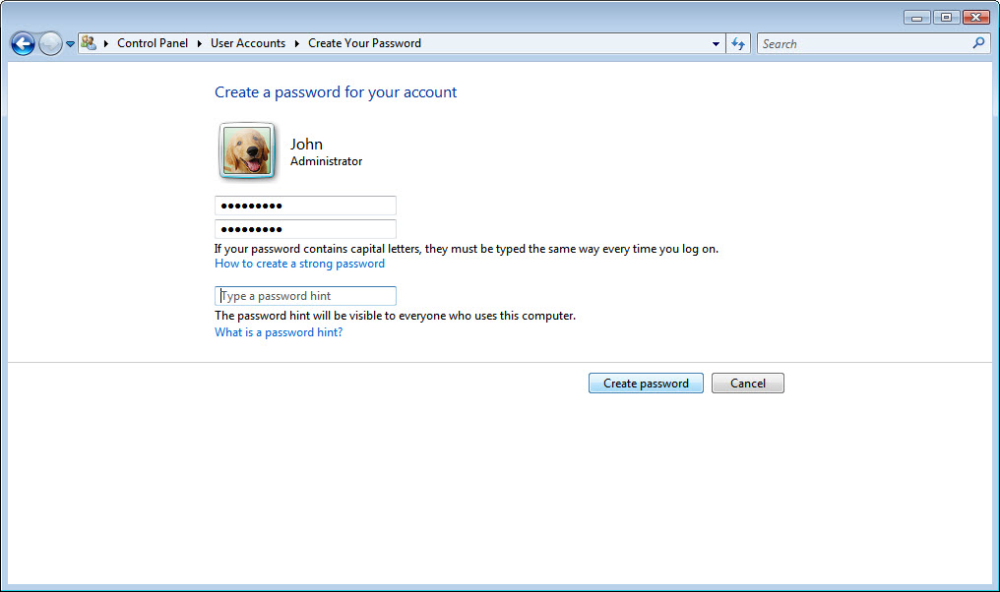 Control Panel User Accounts Create Your Password Search
Create a password for your account
John
Administrator
●●●●●●●●●
●●●●●●●●●
If your password contains capital letters, they must be typed the same way every time you log on.
How to create a strong password
Type a password hint
The password hint will be visible to everyone who uses this computer.
What is a password hint?
Create password Cancel